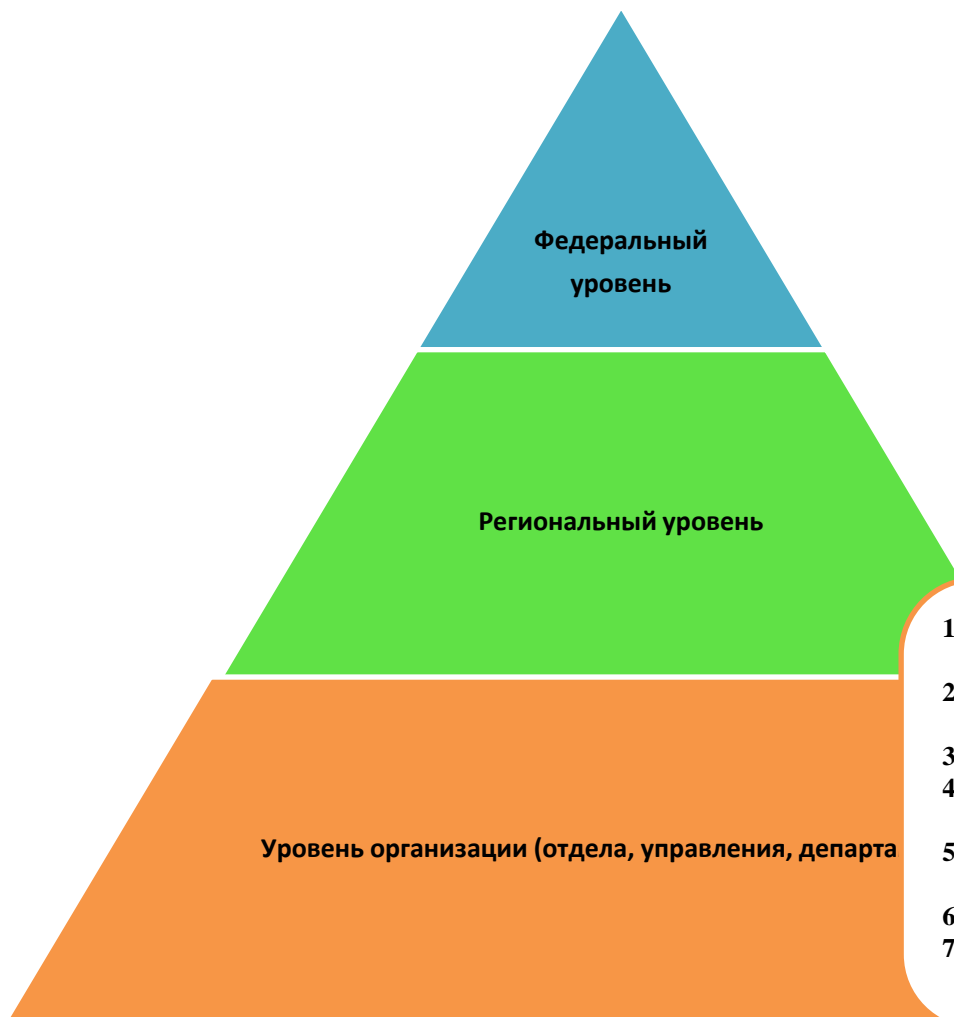 Федеральный
уровень
Региональный уровень
1
2
3
4
Уровень организации (отдела, управления, департа
5
6
7